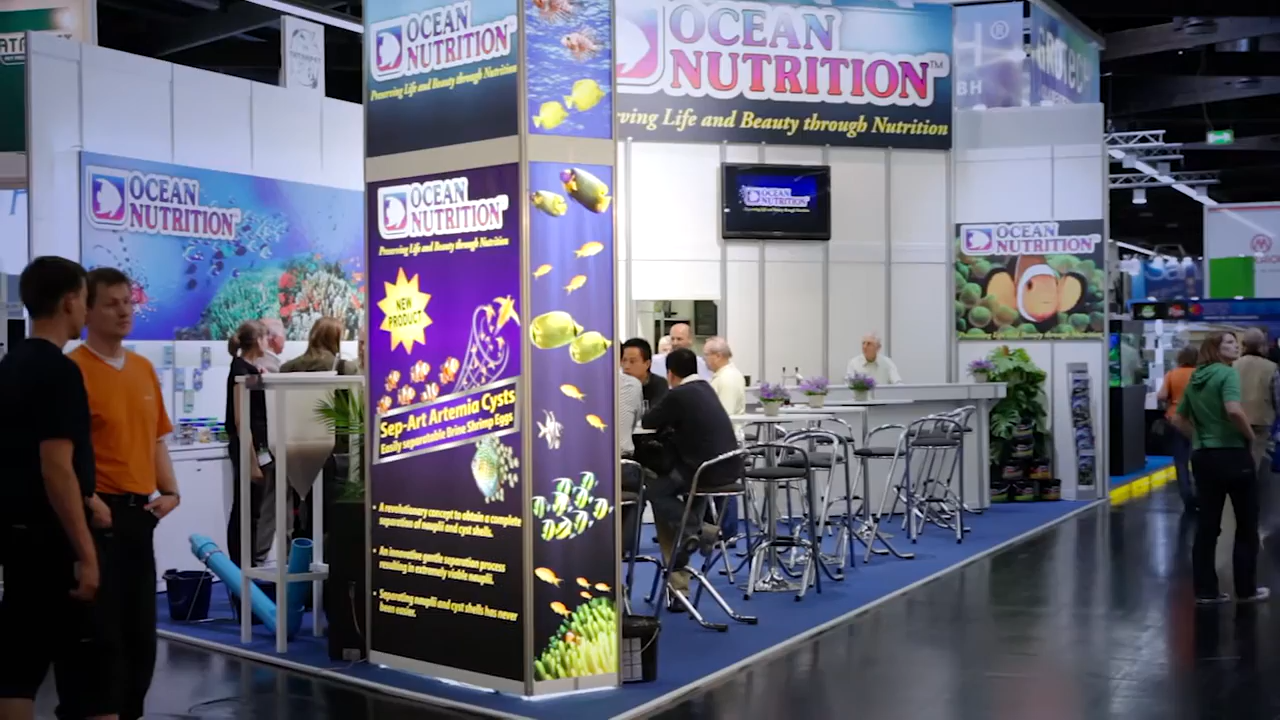 OCEAN
NUTRITION
Preserving Life and Beauty through Nutrition
OCEAN
NUTRITION™
ving Life and Beauty through Nutrition
H®
BH
OCEAN
NUTRITION
OCEAN
NUTRITION
Preserving Life and Beauty through Nutrition
NEW
PRODUCT
Sep-Art Artemia Cysts
Easily separatable Brine Shrimp Eggs
• A revolutionary concept to obtain a complete
separation of nauplii and cyst shells.
• An innovative gentle separation process
resulting in extremely viable nauplii.
• Separating nauplii and cyst shells has never
been easier.
OCEAN
NUTRITION
OCEAN
NUTRITION